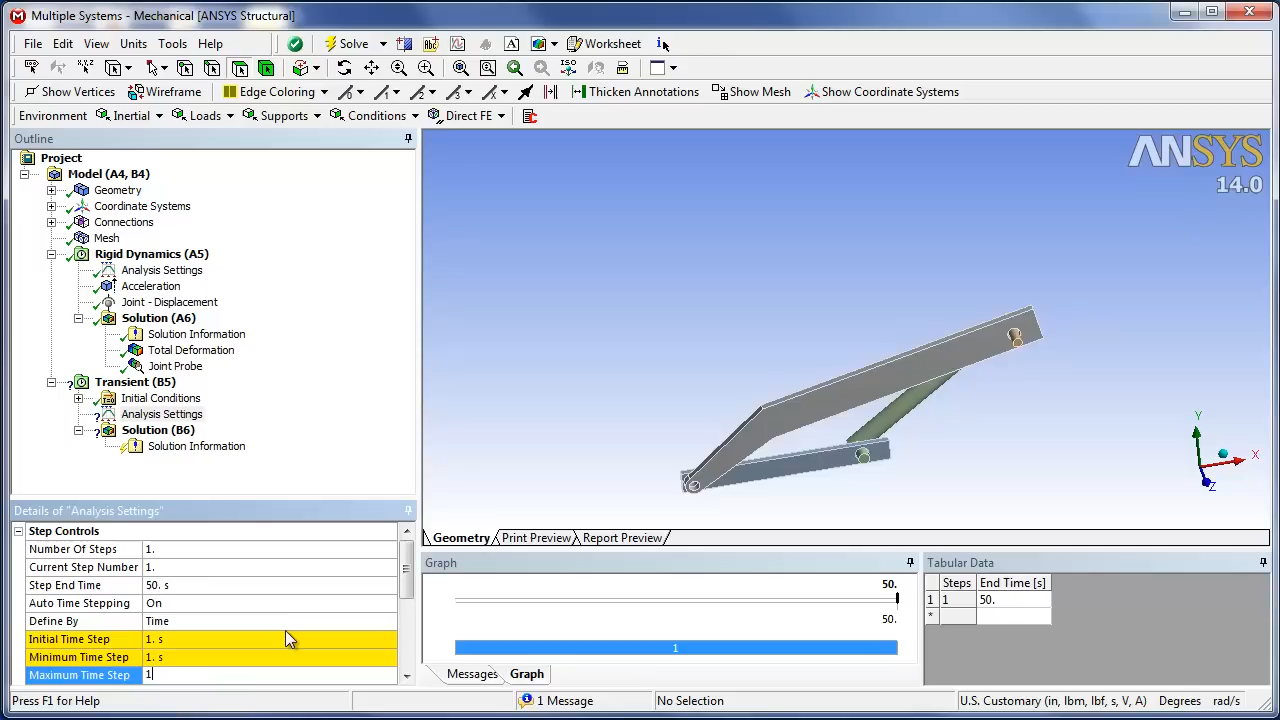 Multiple Systems - Mechanical [ANSYS Structural]
File Edit View Units Tools Help Solve Worksheet
Show Vertices Wireframe Edge Coloring Thicken Annotations Show Mesh Show Coordinate Systems
Environment Inertial Loads Supports Conditions Direct FE
Outline
Project
Model (A4, B4)
Geometry
Coordinate Systems
Connections
Mesh
Rigid Dynamics (A5)
Analysis Settings
Acceleration
Joint - Displacement
Solution (A6)
Solution Information
Total Deformation
Joint Probe
Transient (B5)
Initial Conditions
Analysis Settings
Solution (B6)
Solution Information
ANSYS
14.0
Y
X
Z
Geometry Print Preview Report Preview
Details of "Analysis Settings"
Step Controls
Number Of Steps 1.
Current Step Number 1.
Step End Time 50. s
Auto Time Stepping On
Define By Time
Initial Time Step 1. s
Minimum Time Step 1. s
Maximum Time Step 1
Graph
50.
50.
1
Messages Graph
Tabular Data
Steps End Time [s]
1 1 50.
*
Press F1 for Help 1 Message No Selection U.S. Customary (in, lbm, lbf, s, V, A) Degrees rad/s